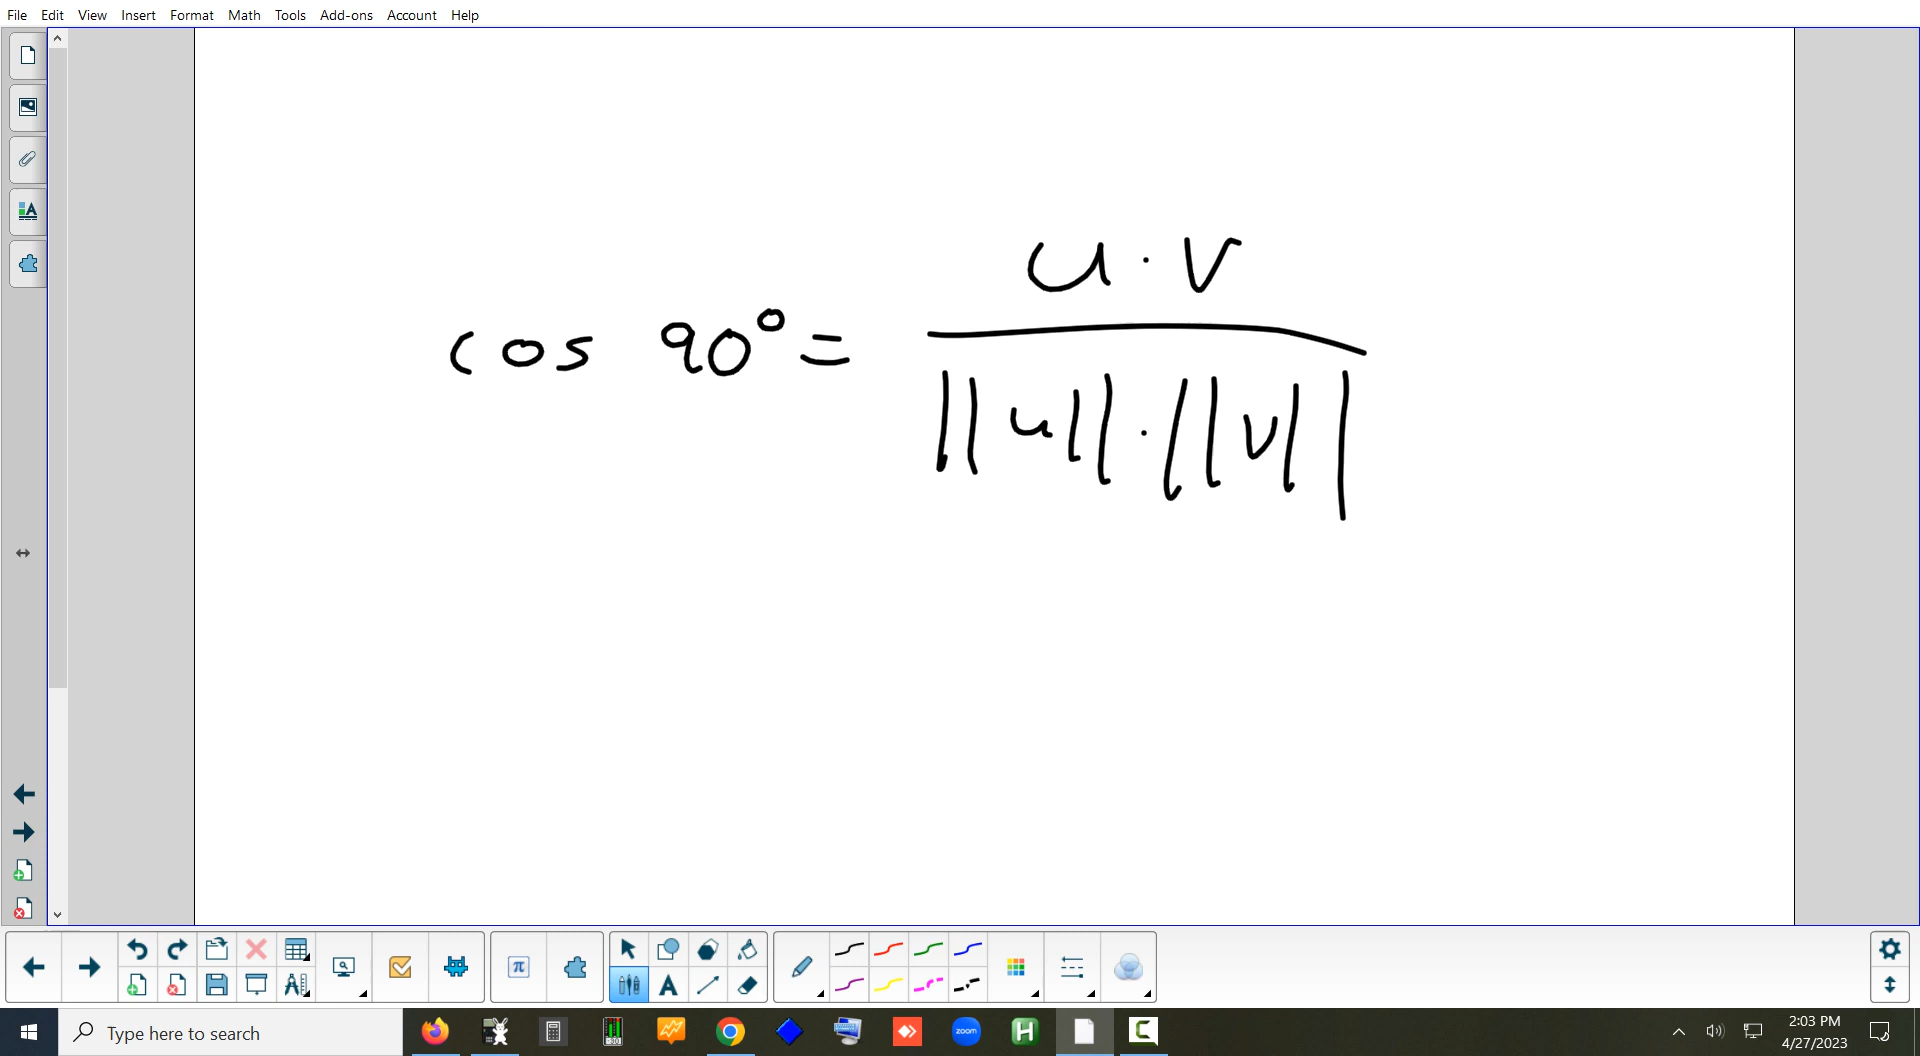 File Edit View Insert Format Math Tools Add-ons Account Help
u · v
cos 90° =
||u|| · ||v||
Type here to search
zoom
2:03 PM
4/27/2023